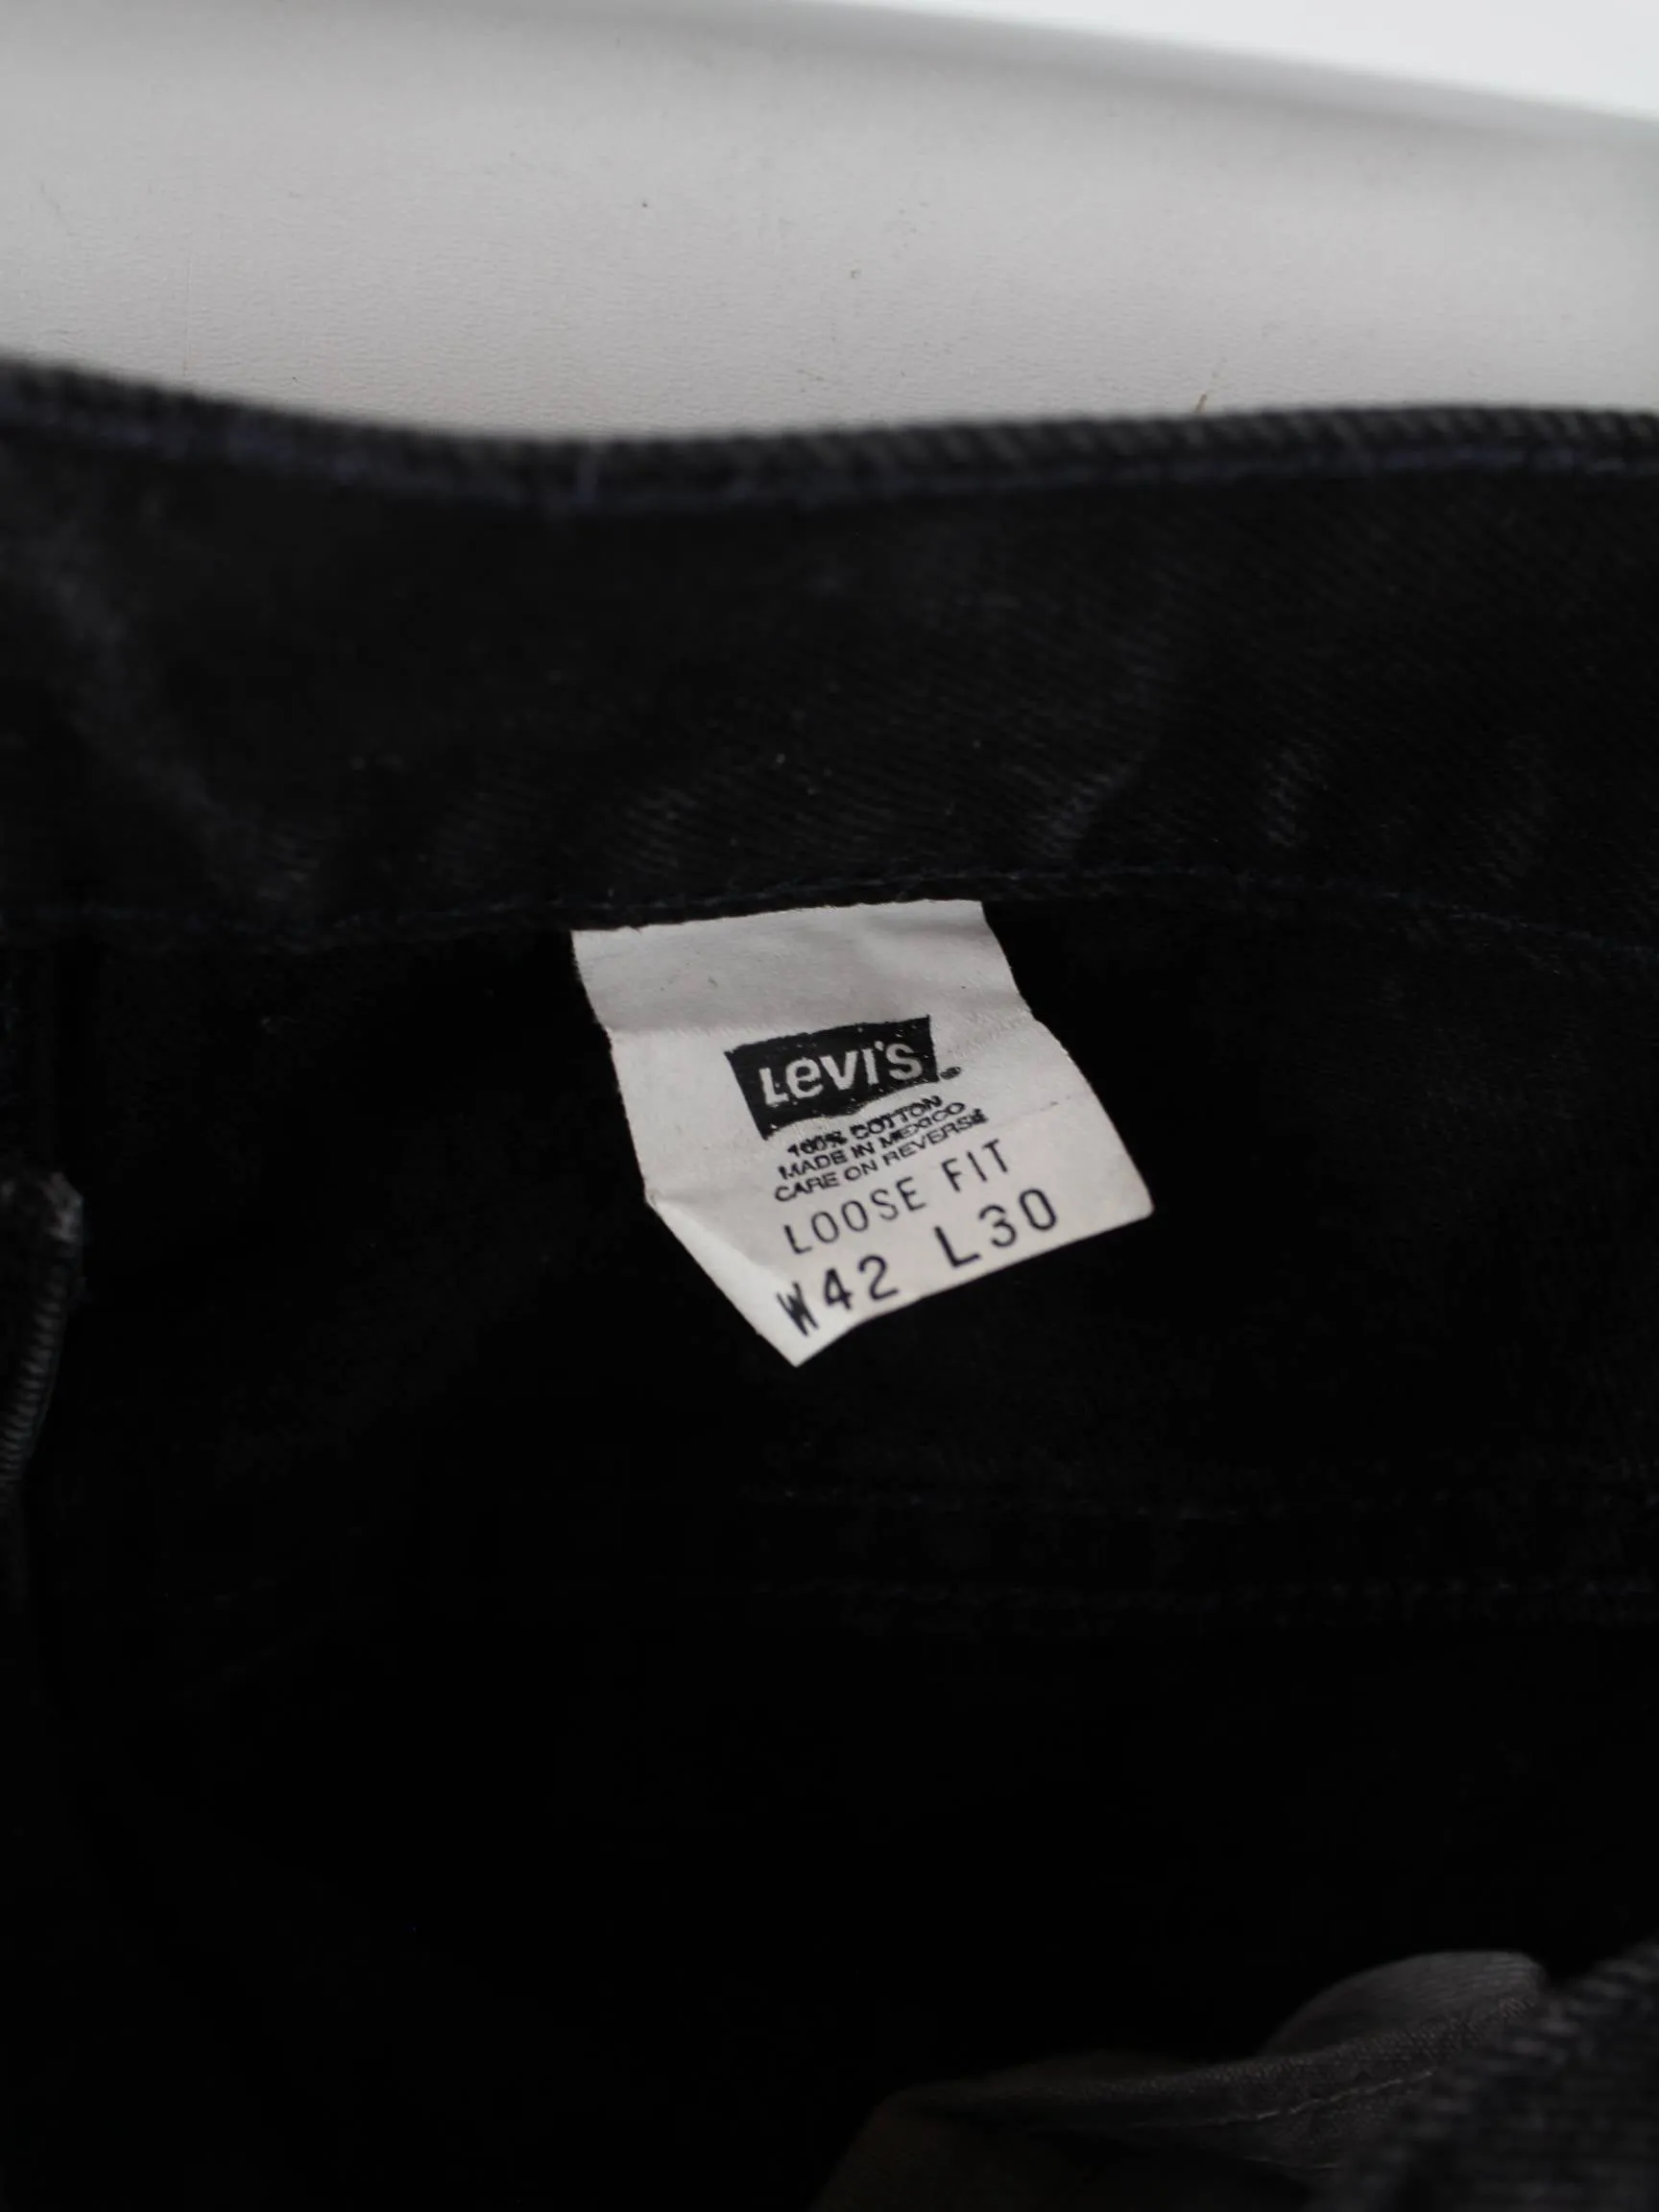 Levi's®
100% COTTON
MADE IN MEXICO
CARE ON REVERSE
LOOSE FIT
W42 L30